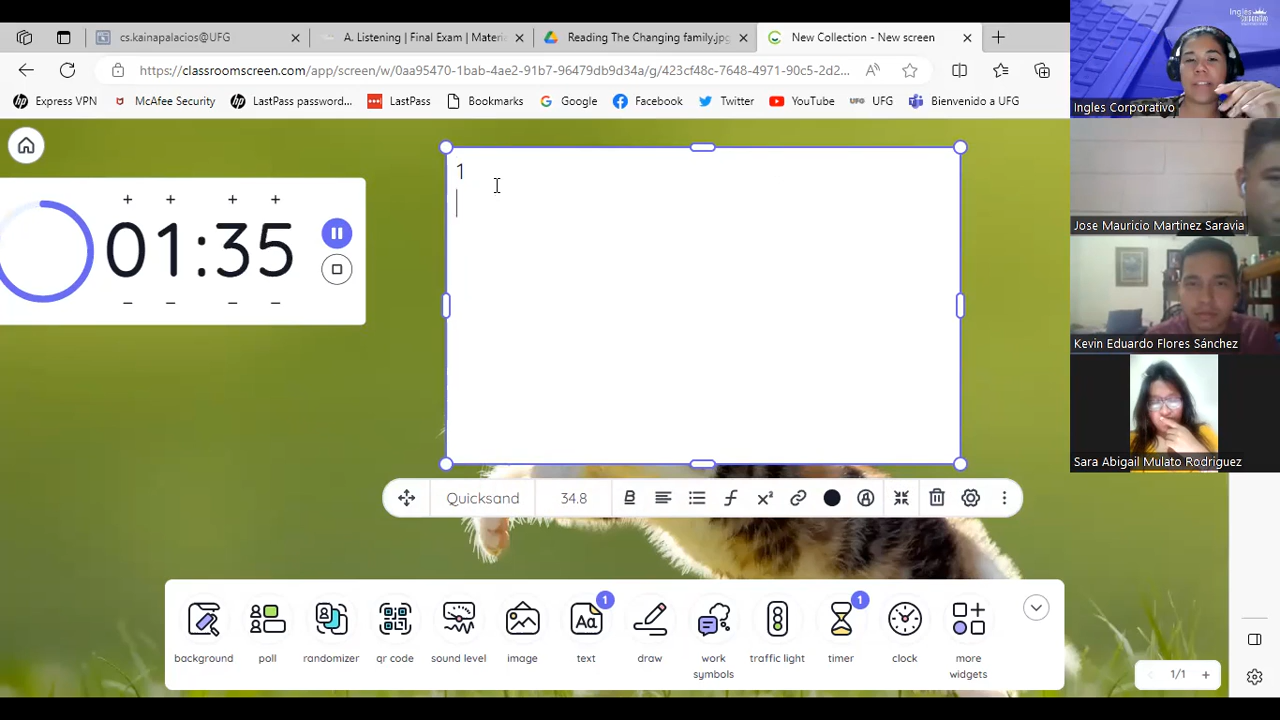 cs.kainapalacios@UFG
A. Listening | Final Exam | Materi
Reading The Changing family.jpg
New Collection - New screen
https://classroomscreen.com/app/screen/w/0aa95470-1bab-4ae2-91b7-96479db9d34a/g/423cf48c-7648-4971-90c5-2d2...
Express VPN
McAfee Security
LastPass password...
LastPass
Bookmarks
Google
Facebook
Twitter
YouTube
UFG
UFG
Bienvenido a UFG
Inglés
corporativo
Ingles Corporativo
Jose Mauricio Martinez Saravia
Kevin Eduardo Flores Sánchez
Sara Abigail Mulato Rodriguez
01:35
1
Quicksand
34.8
B
background
poll
randomizer
qr code
sound level
image
text
draw
work symbols
traffic light
timer
clock
more widgets
1
1
1/1